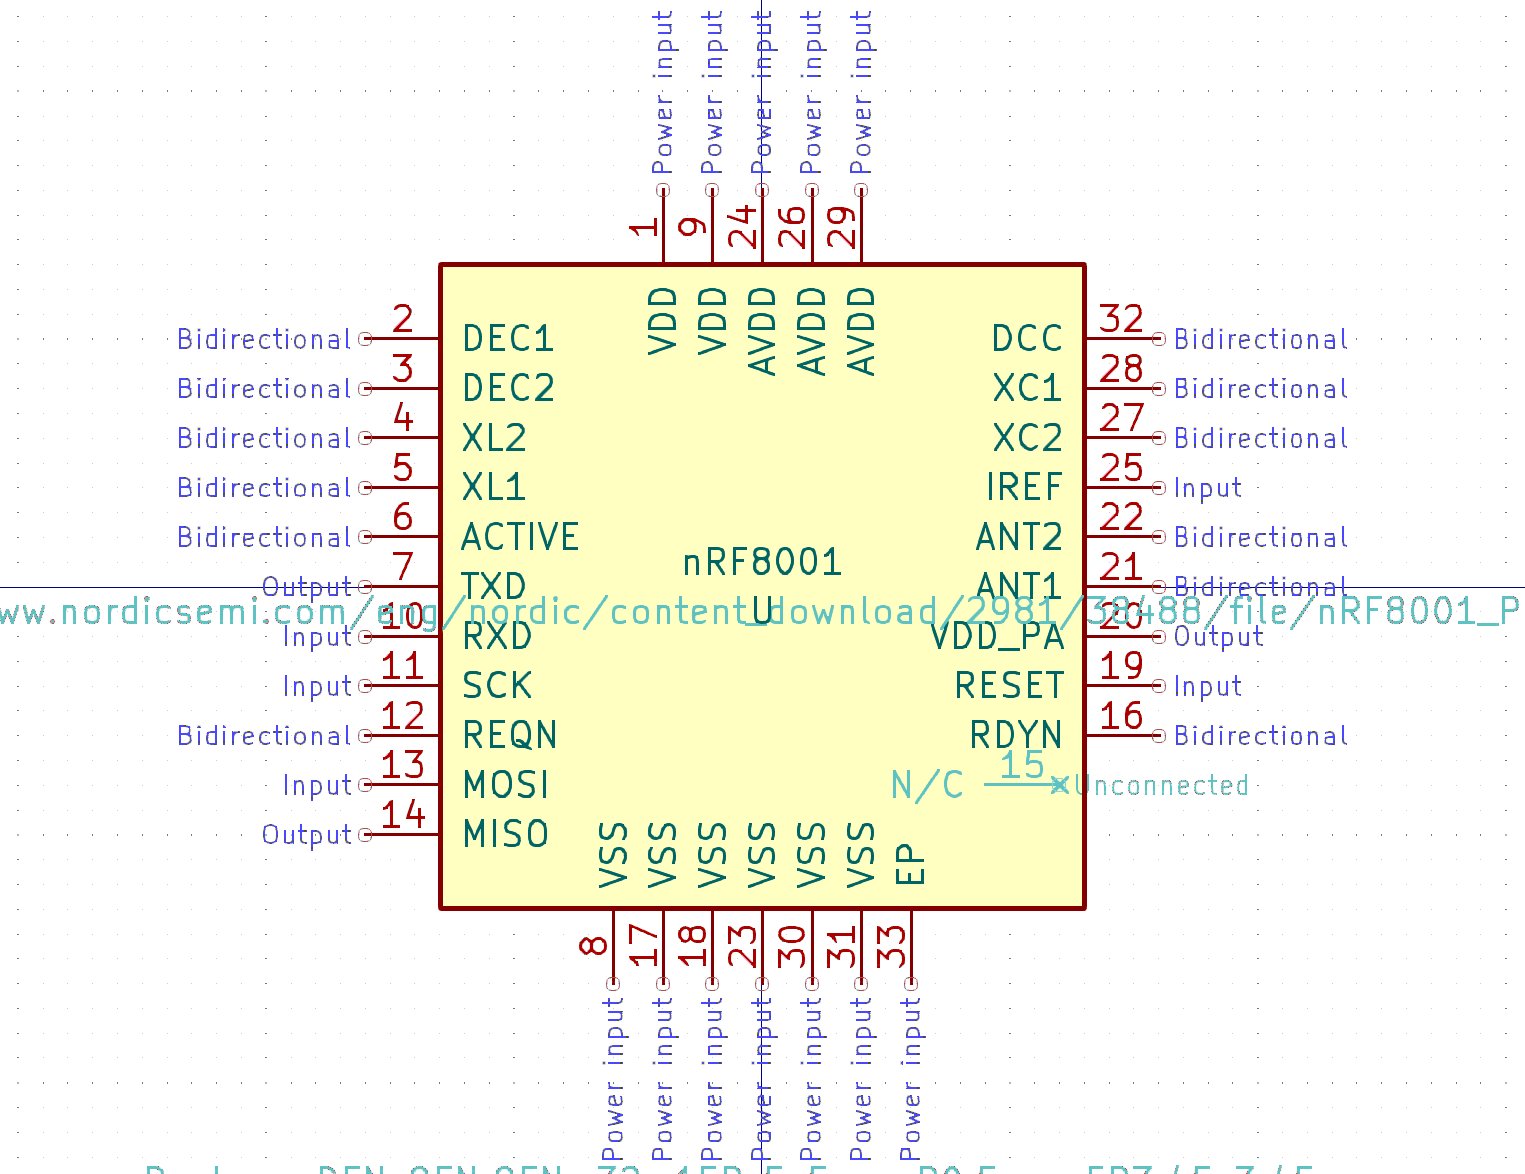 Power input Power input Power input Power input Power input
1 9 24 26 29
VDD VDD AVDD AVDD AVDD
Bidirectional 2 DEC1 DCC 32 Bidirectional
Bidirectional 3 DEC2 XC1 28 Bidirectional
Bidirectional 4 XL2 XC2 27 Bidirectional
Bidirectional 5 XL1 IREF 25 Input
Bidirectional 6 ACTIVE ANT2 22 Bidirectional
nRF8001
Output 7 TXD ANT1 21 Bidirectional
ww.nordicsemi.com/eng/nordic/content_download/2981/38488/file/nRF8001_P
U
Input 10 RXD VDD_PA 20 Output
Input 11 SCK RESET 19 Input
Bidirectional 12 REQN RDYN 16 Bidirectional
Input 13 MOSI N/C 15 Unconnected
Output 14 MISO
VSS VSS VSS VSS VSS VSS EP
8 17 18 23 30 31 33
Power input Power input Power input Power input Power input Power input Power input